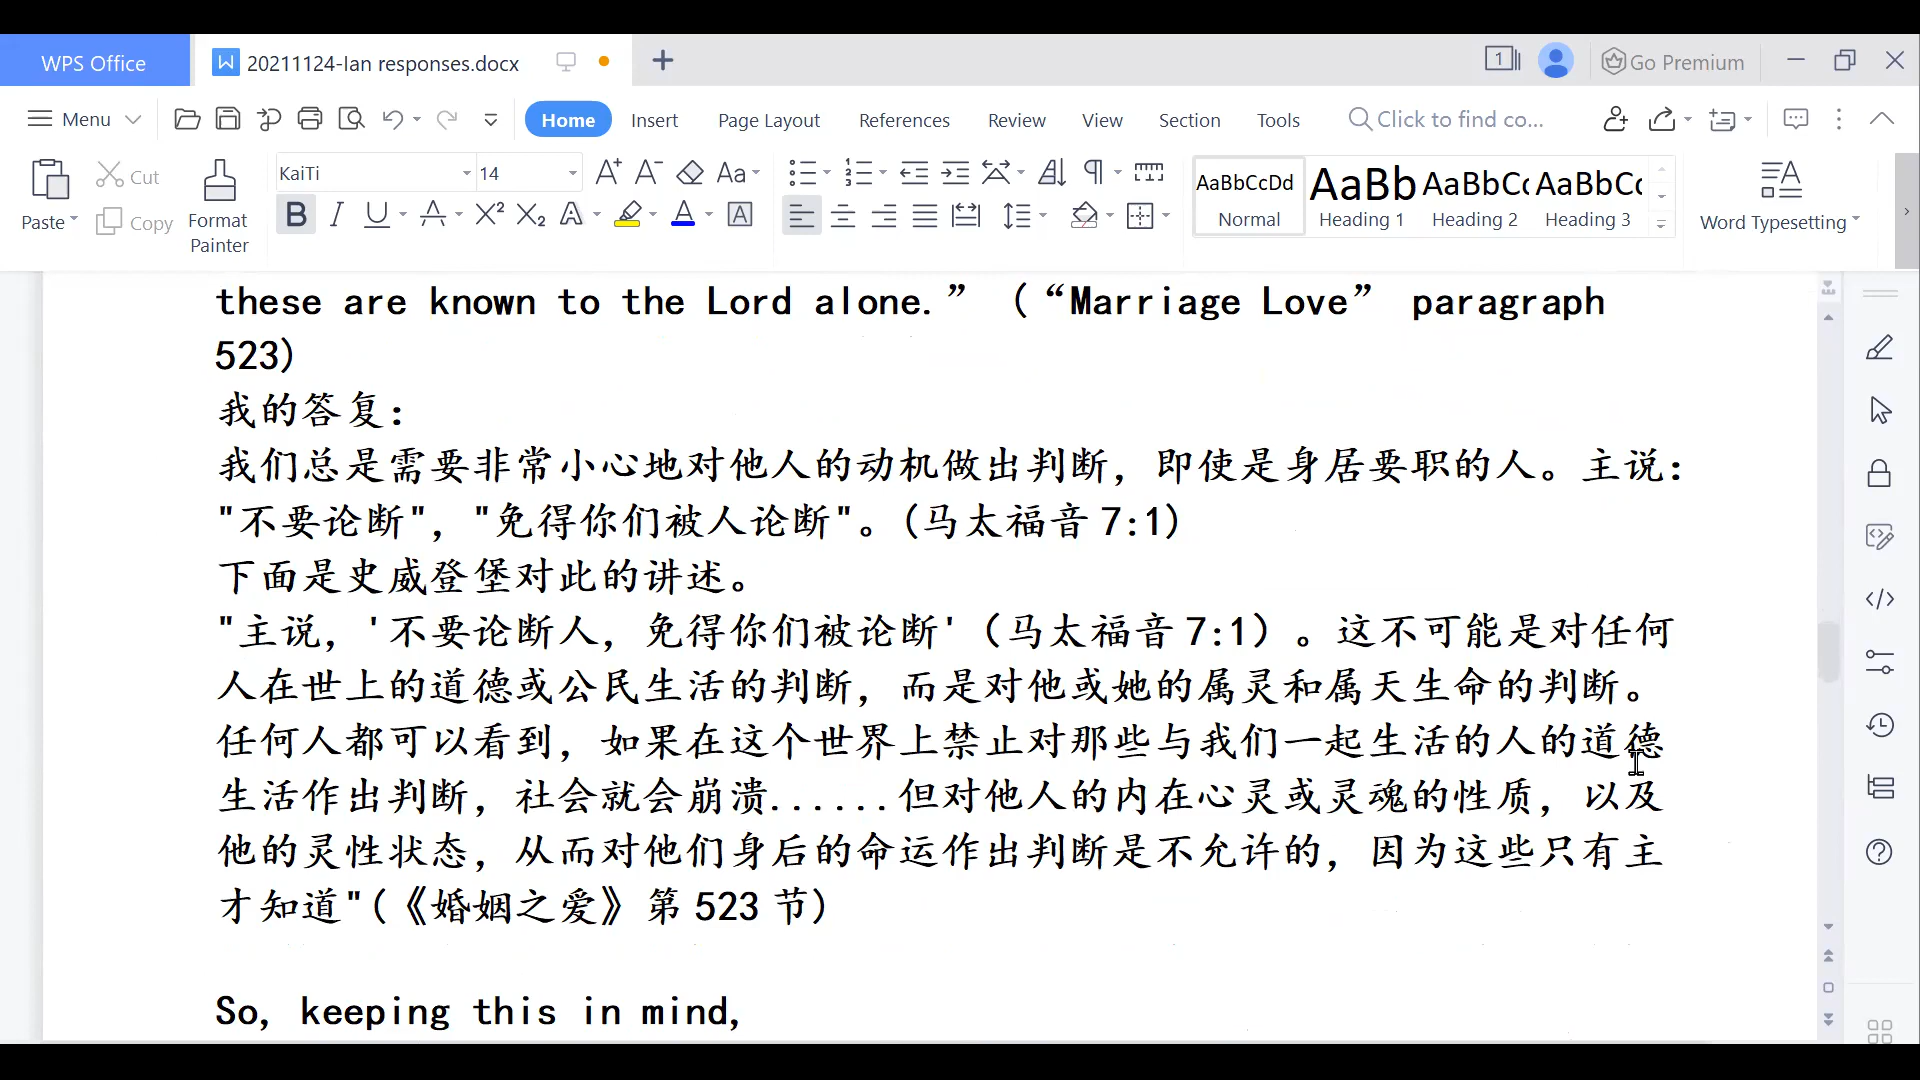 WPS Office
20211124-Ian responses.docx
1
Go Premium
Menu
Home
Insert
Page Layout
References
Review
View
Section
Tools
Click to find co...
Paste
Cut
Copy
Format
Painter
KaiTi
14
AaBbCcDd
Normal
AaBb
Heading 1
AaBbCc
Heading 2
AaBbCc
Heading 3
Word Typesetting
these are known to the Lord alone.” (“Marriage Love” paragraph
523)
我的答复：
我们总是需要非常小心地对他人的动机做出判断，即使是身居要职的人。主说：
"不要论断"，"免得你们被人论断"。(马太福音 7:1)
下面是史威登堡对此的讲述。
"主说，'不要论断人，免得你们被论断'（马太福音 7:1）。这不可能是对任何
人在世上的道德或公民生活的判断，而是对他或她的属灵和属天生命的判断。
任何人都可以看到，如果在这个世界上禁止对那些与我们一起生活的人的道德
生活作出判断，社会就会崩溃......但对他人的内在心灵或灵魂的性质，以及
他的灵性状态，从而对他们身后的命运作出判断是不允许的，因为这些只有主
才知道"(《婚姻之爱》第 523 节)
So, keeping this in mind,